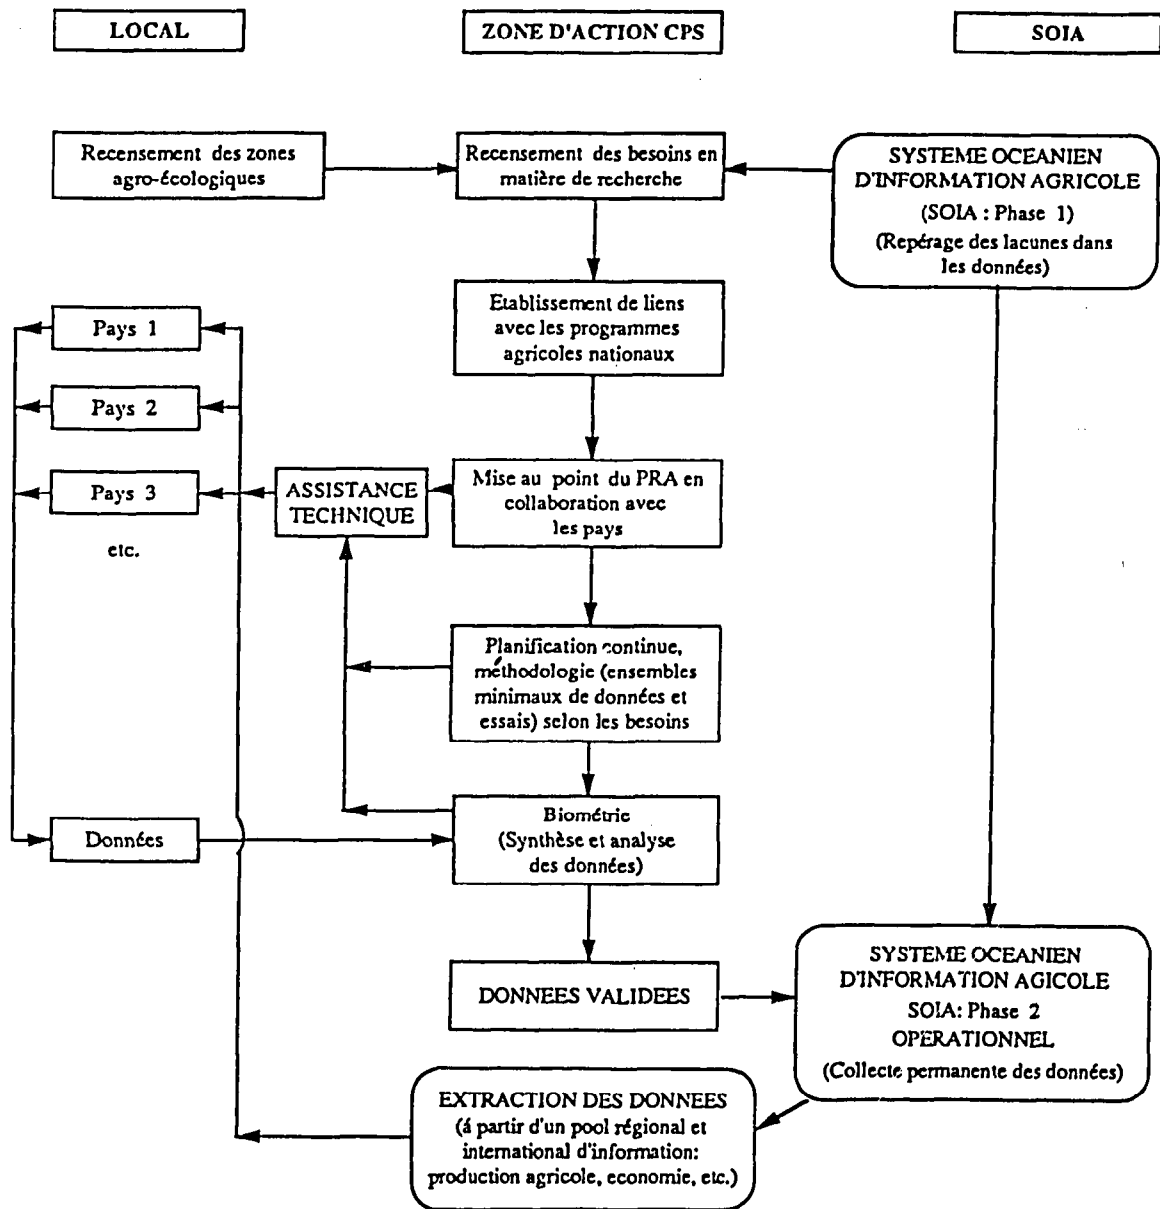 LOCAL
ZONE D'ACTION CPS
SOIA
Recensement des zones
agro-écologiques
Recensement des besoins en
matière de recherche
SYSTEME OCEANIEN
D'INFORMATION AGRICOLE
(SOIA : Phase 1)
(Repérage des lacunes dans
les données)
Etablissement de liens
avec les programmes
agricoles nationaux
Pays 1
Pays 2
Pays 3
etc.
ASSISTANCE
TECHNIQUE
Mise au point du PRA en
collaboration avec
les pays
Planification continue,
méthodologie (ensembles
minimaux de données et
essais) selon les besoins
Données
Biométrie
(Synthèse et analyse
des données)
DONNEES VALIDEES
SYSTEME OCEANIEN
D'INFORMATION AGICOLE
SOIA: Phase 2
OPERATIONNEL
(Collecte permanente des données)
EXTRACTION DES DONNEES
(á partir d'un pool régional et
international d'information:
production agricole, economie, etc.)